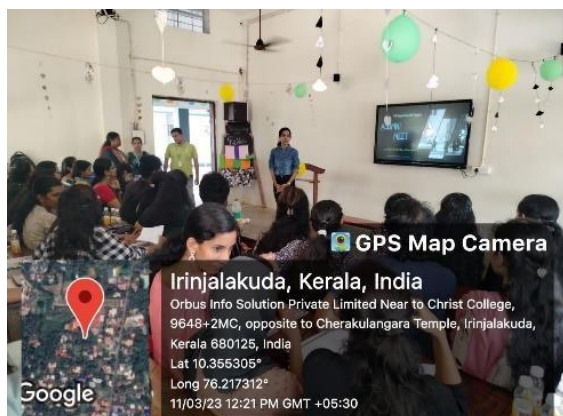 ALUMNI
MEET
GPS Map Camera
Irinjalakuda, Kerala, India
Orbus Info Solution Private Limited Near to Christ College,
9648+2MC, opposite to Cherakulangara Temple, Irinjalakuda,
Kerala 680125, India
Lat 10.355305°
Long 76.217312°
11/03/23 12:21 PM GMT +05:30
Google